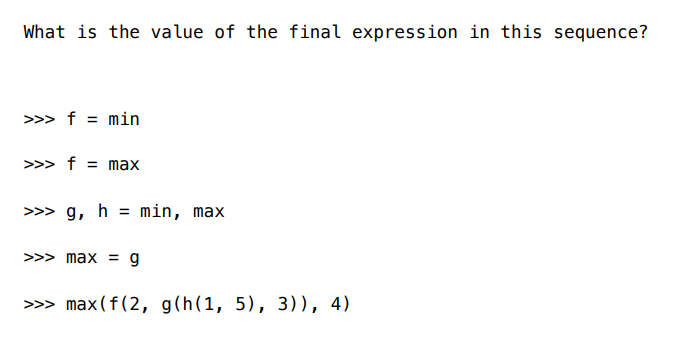 What is the value of the final expression in this sequence?
>>> f = min
>>> f = max
>>> g, h = min, max
>>> max = g
>>> max(f(2, g(h(1, 5), 3)), 4)